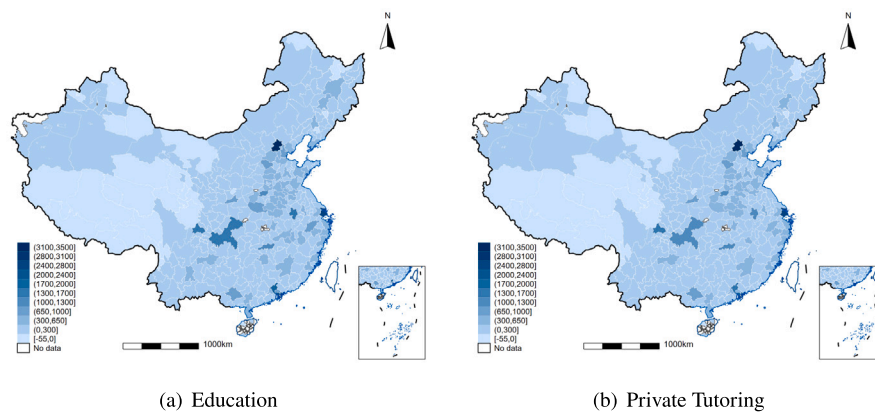 N
(3100,3500]
(2800,3100]
(2400,2800]
(2000,2400]
(1700,2000]
(1300,1700]
(1000,1300]
(650,1000]
(300,650]
(0,300]
[-55,0]
No data
1000km
(a) Education
N
(3100,3500]
(2800,3100]
(2400,2800]
(2000,2400]
(1700,2000]
(1300,1700]
(1000,1300]
(650,1000]
(300,650]
(0,300]
[-55,0]
No data
1000km
(b) Private Tutoring